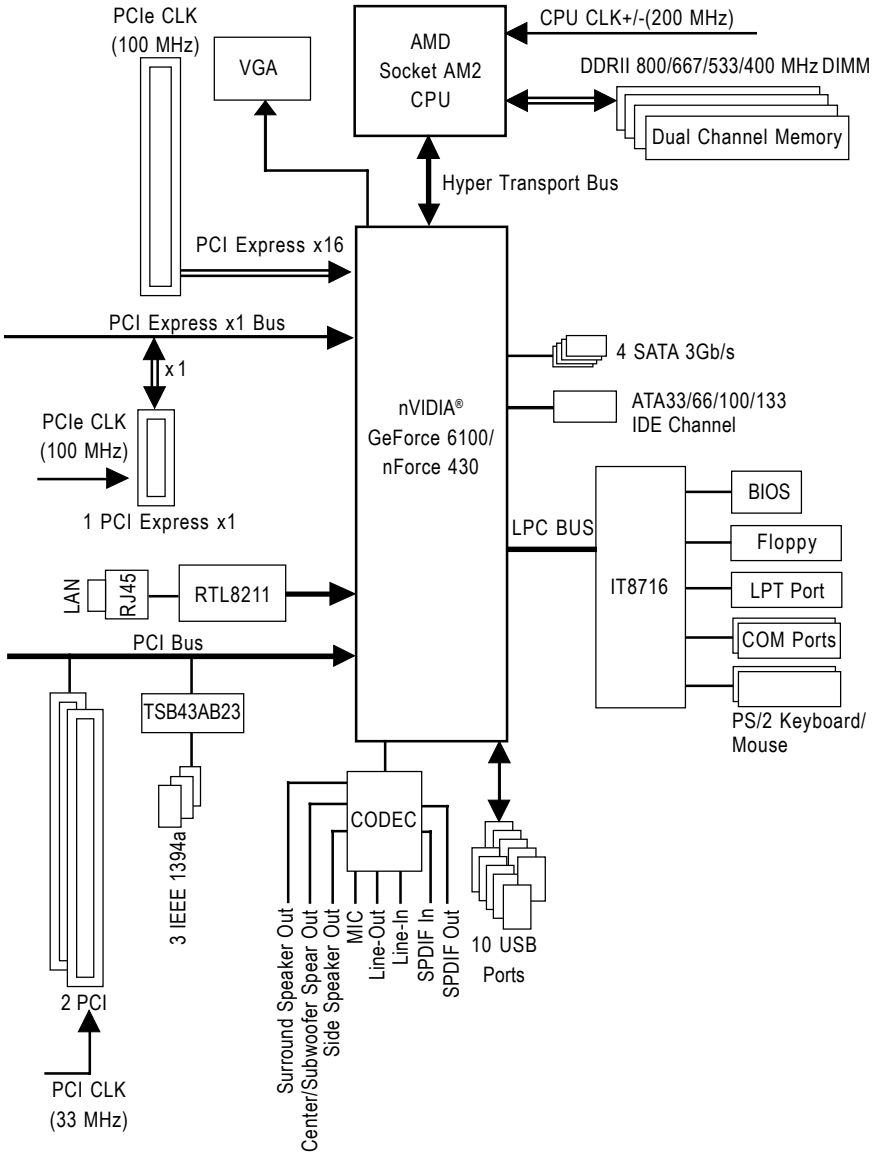 PCIe CLK
(100 MHz)
VGA
AMD
Socket AM2
CPU
CPU CLK+/-(200 MHz)
DDRII 800/667/533/400 MHz DIMM
Dual Channel Memory
Hyper Transport Bus
PCI Express x16
PCI Express x1 Bus
x1
PCIe CLK
(100 MHz)
1 PCI Express x1
nVIDIA®
GeForce 6100/
nForce 430
4 SATA 3Gb/s
ATA33/66/100/133
IDE Channel
LPC BUS
IT8716
BIOS
Floppy
LPT Port
COM Ports
PS/2 Keyboard/
Mouse
LAN
RJ45
RTL8211
PCI Bus
TSB43AB23
3 IEEE 1394a
2 PCI
PCI CLK
(33 MHz)
CODEC
Surround Speaker Out
Center/Subwoofer Spear Out
Side Speaker Out
MIC
Line-Out
Line-In
SPDIF In
SPDIF Out
10 USB
Ports